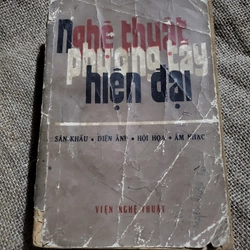 Nghệ thuật
phương tây
hiện đại
SÂN KHẤU • ĐIỆN ẢNH • HỘI HỌA • ÂM NHẠC
VIỆN NGHỆ THUẬT